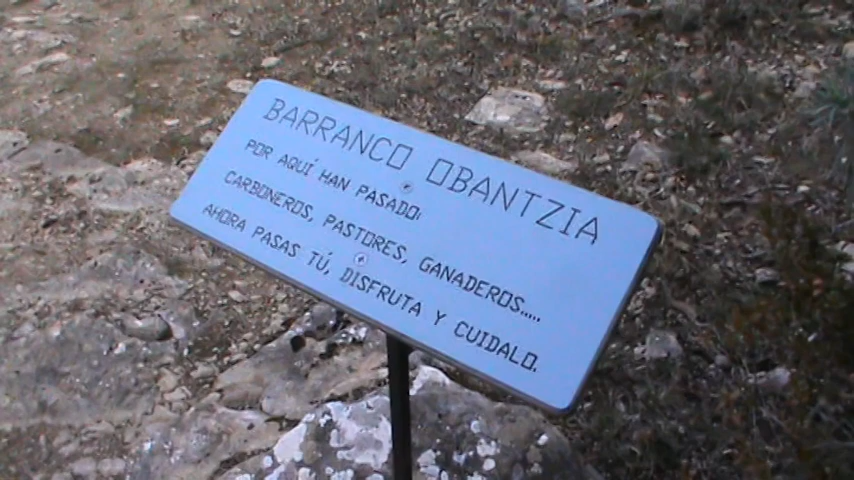 BARRANCO OBANTZIA
POR AQUÍ HAN PASADO:
CARBONEROS, PASTORES, GANADEROS.....
AHORA PASAS TÚ, DISFRUTA Y CUIDALO.